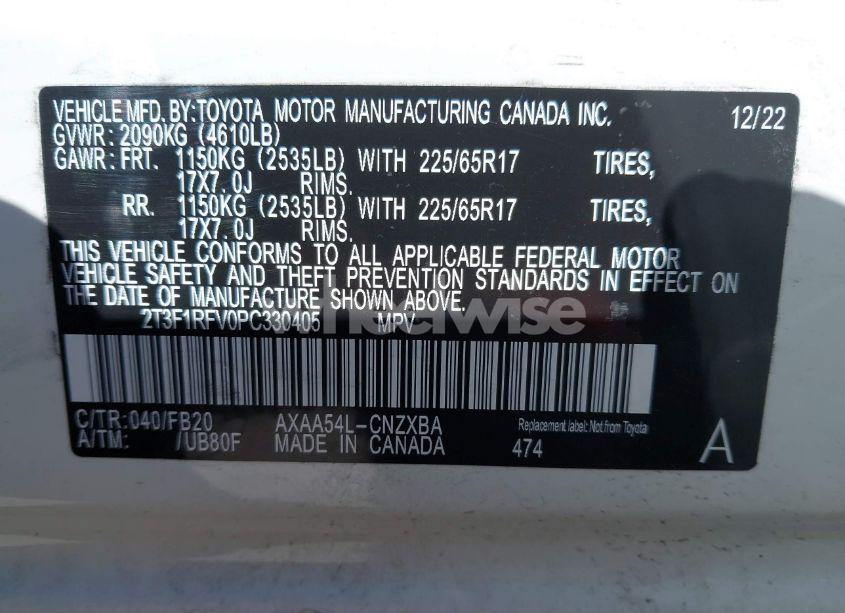 VEHICLE MFD. BY:TOYOTA MOTOR MANUFACTURING CANADA INC. 12/22
GVWR: 2090KG (4610LB)
GAWR: FRT. 1150KG (2535LB) WITH 225/65R17 TIRES,
17X7.0J RIMS.
RR. 1150KG (2535LB) WITH 225/65R17 TIRES,
17X7.0J RIMS.
THIS VEHICLE CONFORMS TO ALL APPLICABLE FEDERAL MOTOR
VEHICLE SAFETY AND THEFT PREVENTION STANDARDS IN EFFECT ON
THE DATE OF MANUFACTURE SHOWN ABOVE.
wheelwise
2T3F1RFV0PC330405 MPV
C/TR:040/FB20 AXAA54L-CNZXBA Replacement label: Not from Toyota
A/TM: /UB80F MADE IN CANADA 474 A